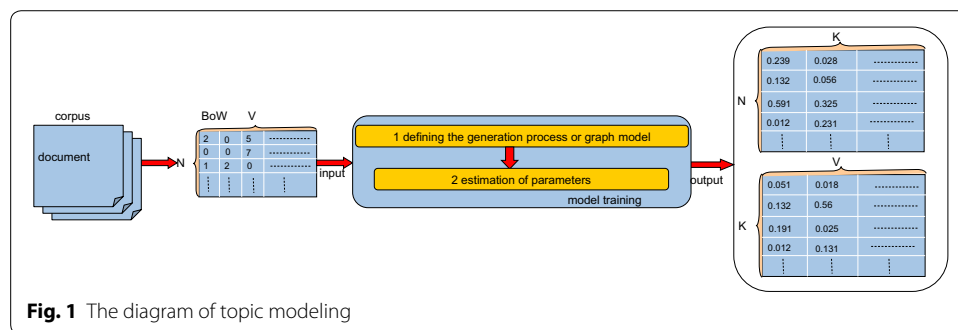 corpus
document
BoW V
N
2 0 5
0 0 7
1 2 0
input
1 defining the generation process or graph model
2 estimation of parameters
model training
output
K
N
0.239 0.028
0.132 0.056
0.591 0.325
0.012 0.231
V
K
0.051 0.018
0.132 0.56
0.191 0.025
0.012 0.131
Fig. 1 The diagram of topic modeling